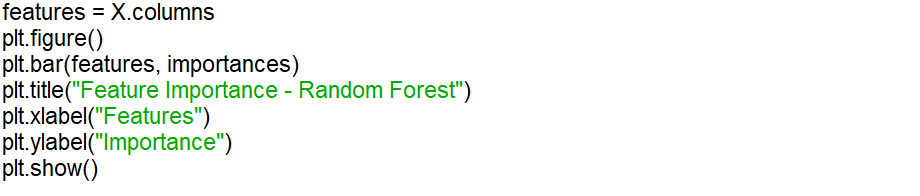 features = X.columns
plt.figure()
plt.bar(features, importances)
plt.title("Feature Importance - Random Forest")
plt.xlabel("Features")
plt.ylabel("Importance")
plt.show()